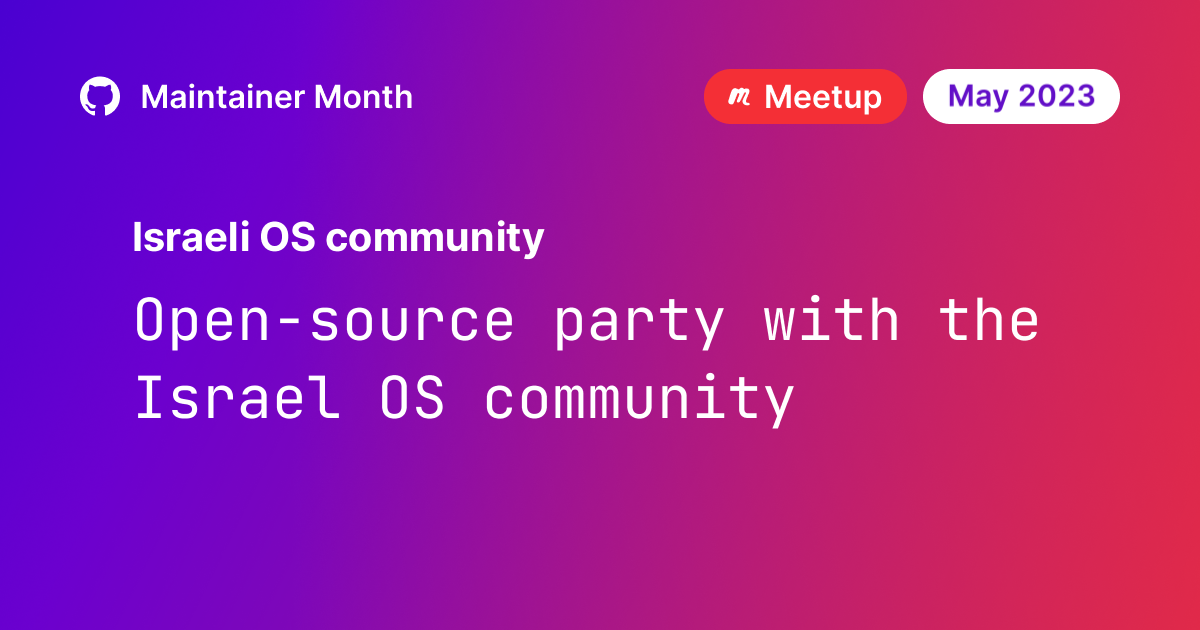 Maintainer Month
Meetup
May 2023
Israeli OS community
Open-source party with the
Israel OS community